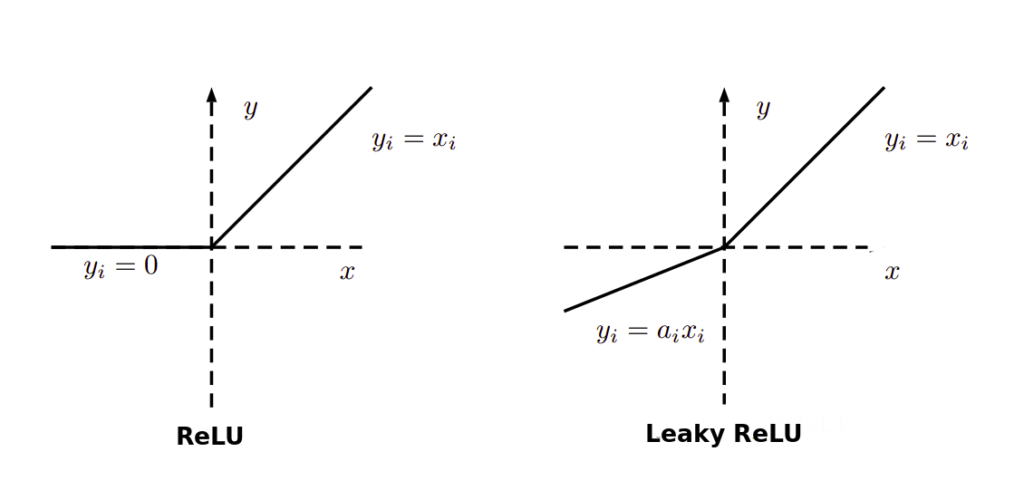 y
y_i = x_i
y_i = 0
x
ReLU
y
y_i = x_i
x
y_i = a_i x_i
Leaky ReLU